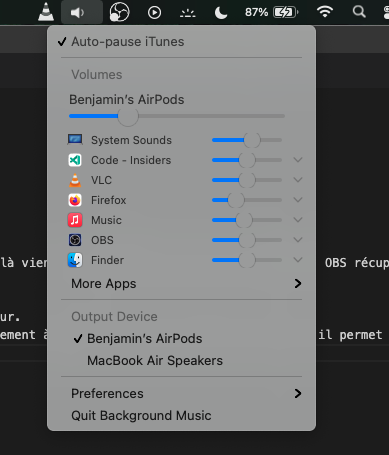 87%
Auto-pause iTunes
Volumes
Benjamin's AirPods
System Sounds
Code - Insiders
VLC
Firefox
Music
OBS
Finder
là vien
OBS récup
More Apps
ur.
Output Device
ement à
il permet
Benjamin's AirPods
MacBook Air Speakers
Preferences
Quit Background Music